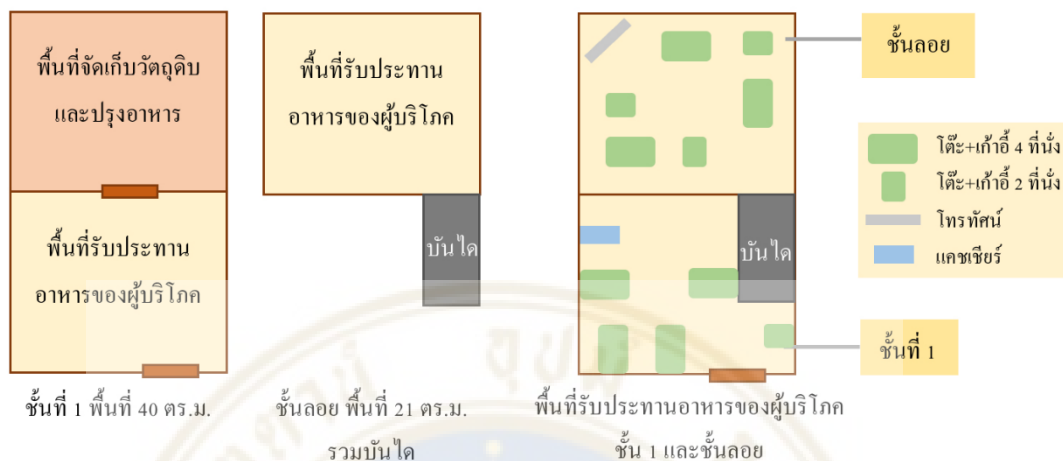 พื้นที่จัดเก็บวัตถุดิบ
และปรุงอาหาร
พื้นที่รับประทาน
อาหารของผู้บริโภค
ชั้นที่ 1 พื้นที่ 40 ตร.ม.
พื้นที่รับประทาน
อาหารของผู้บริโภค
บันได
ชั้นลอย พื้นที่ 21 ตร.ม.
รวมบันได
บันได
พื้นที่รับประทานอาหารของผู้บริโภค
ชั้น 1 และชั้นลอย
ชั้นลอย
โต๊ะ+เก้าอี้ 4 ที่นั่ง
โต๊ะ+เก้าอี้ 2 ที่นั่ง
โทรทัศน์
แคชเชียร์
ชั้นที่ 1